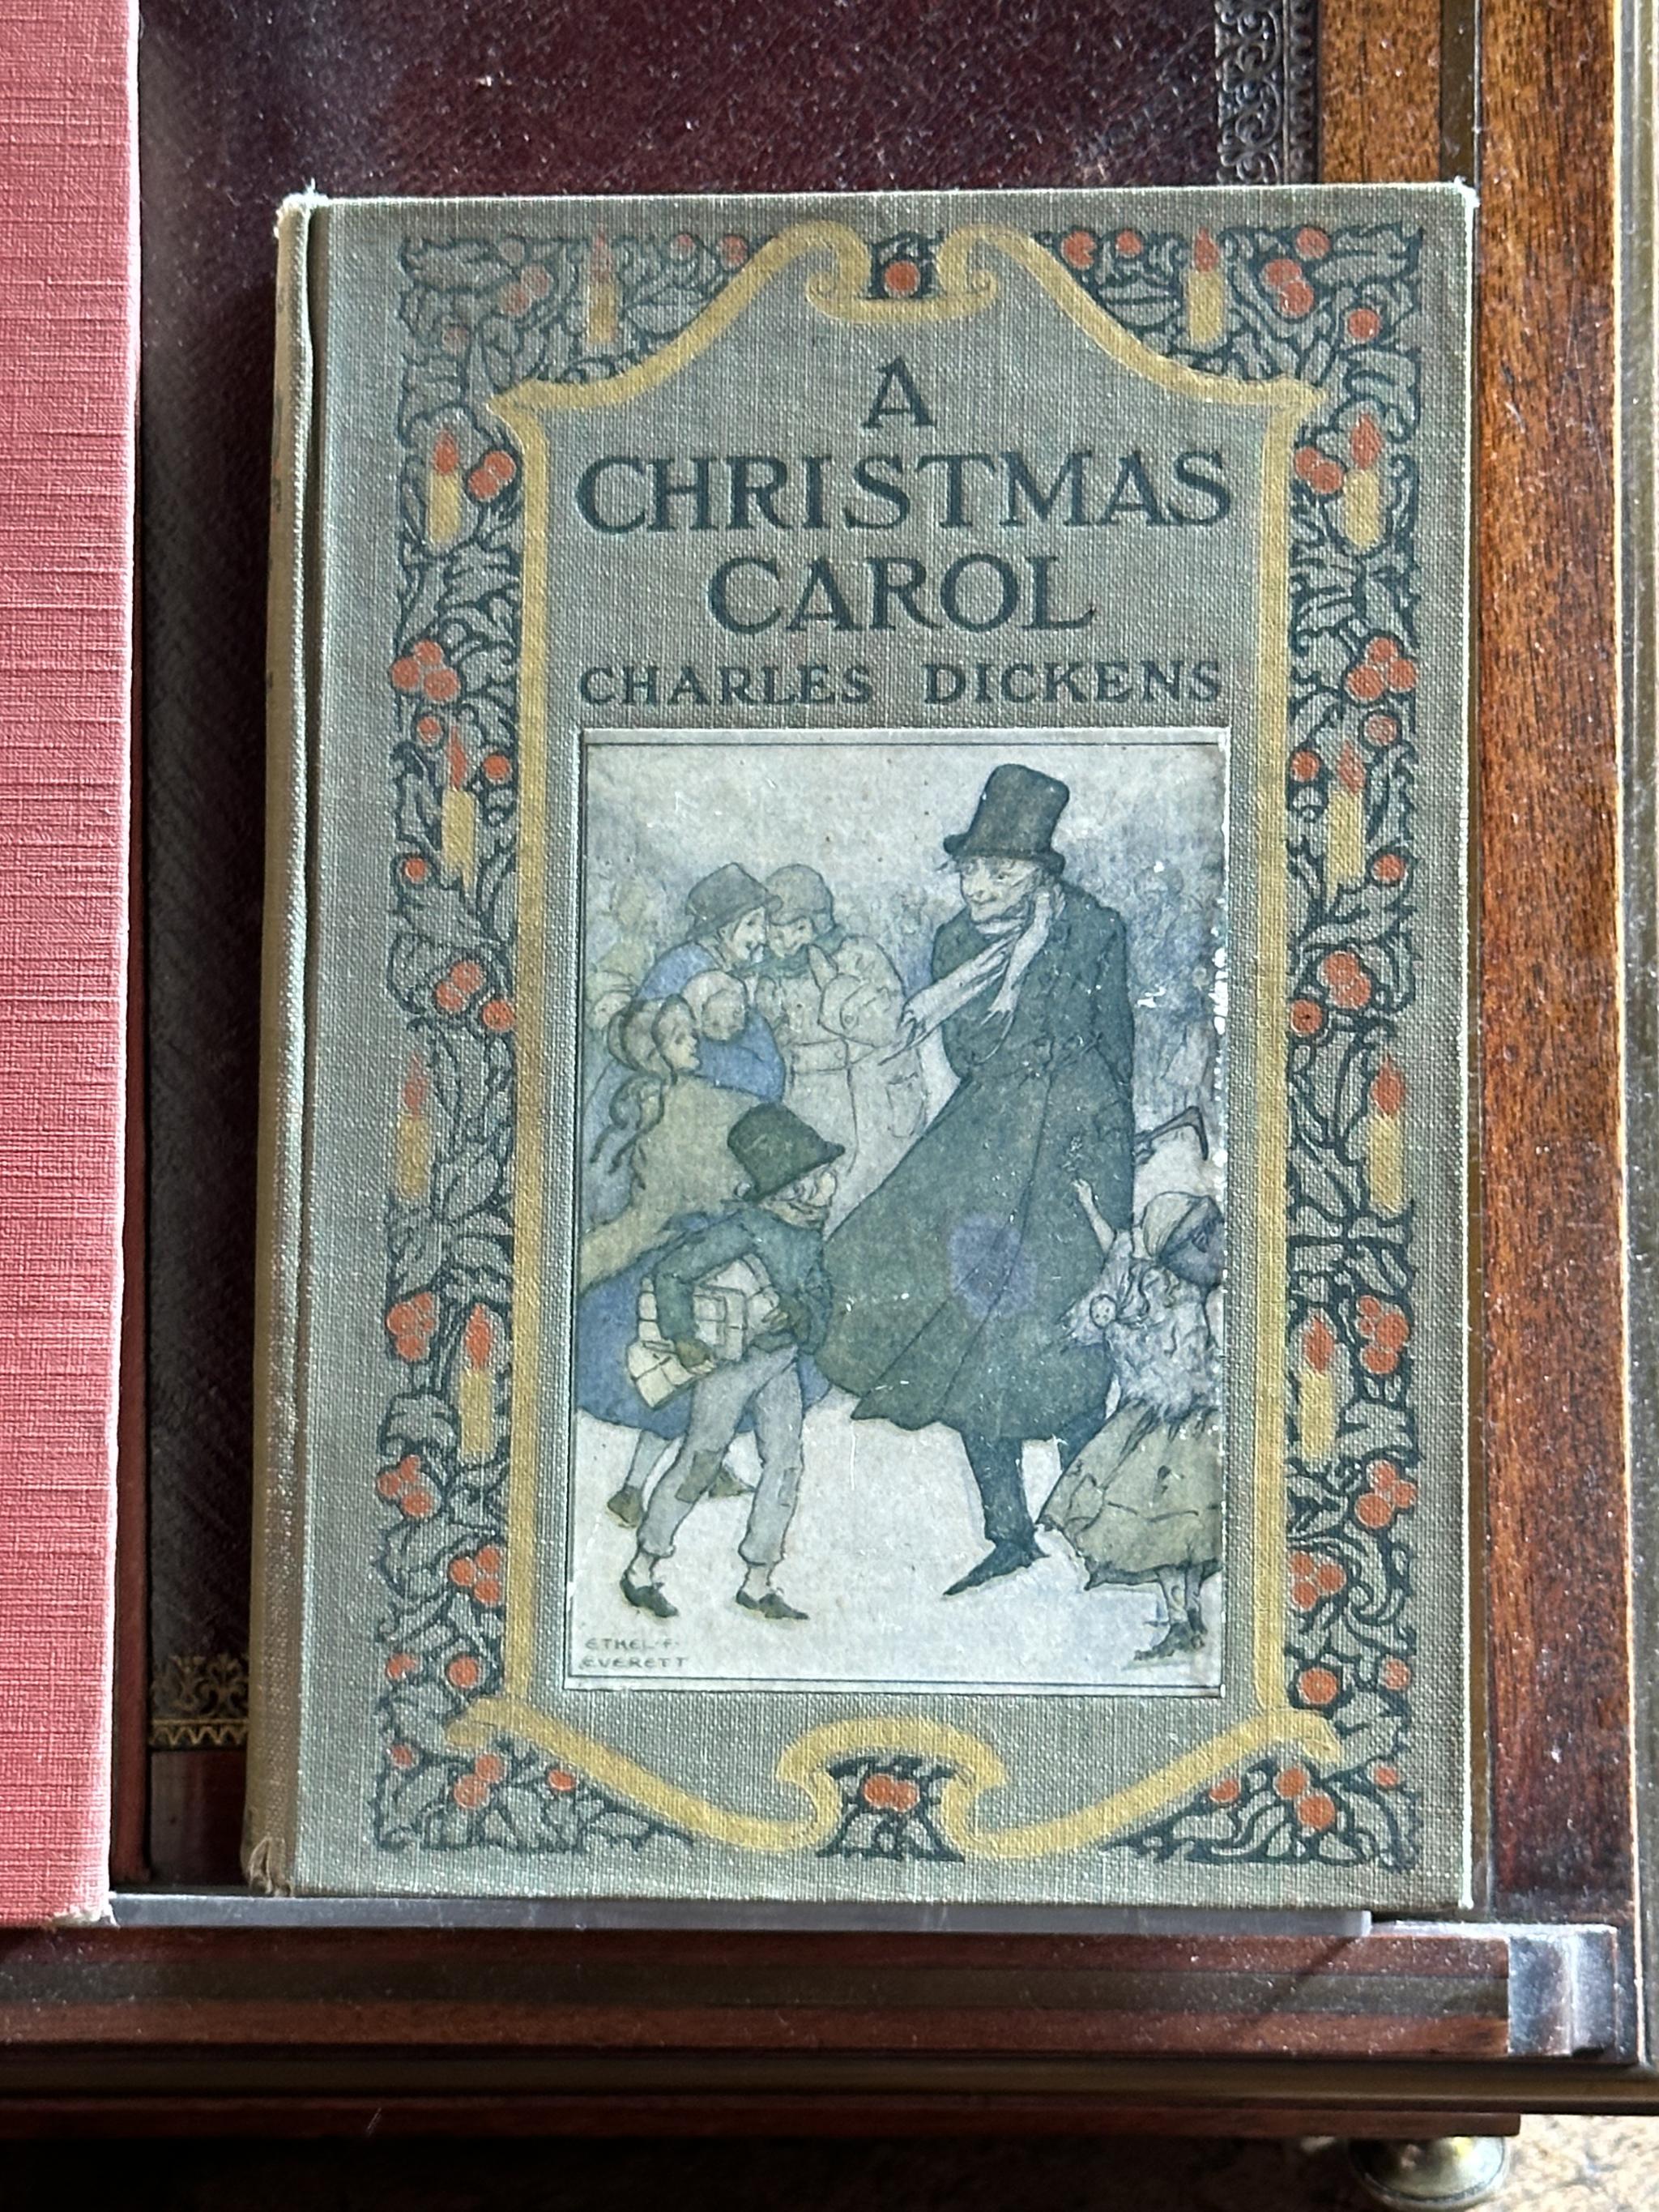 A
CHRISTMAS
CAROL
CHARLES DICKENS
ETHEL·F·
EVERETT